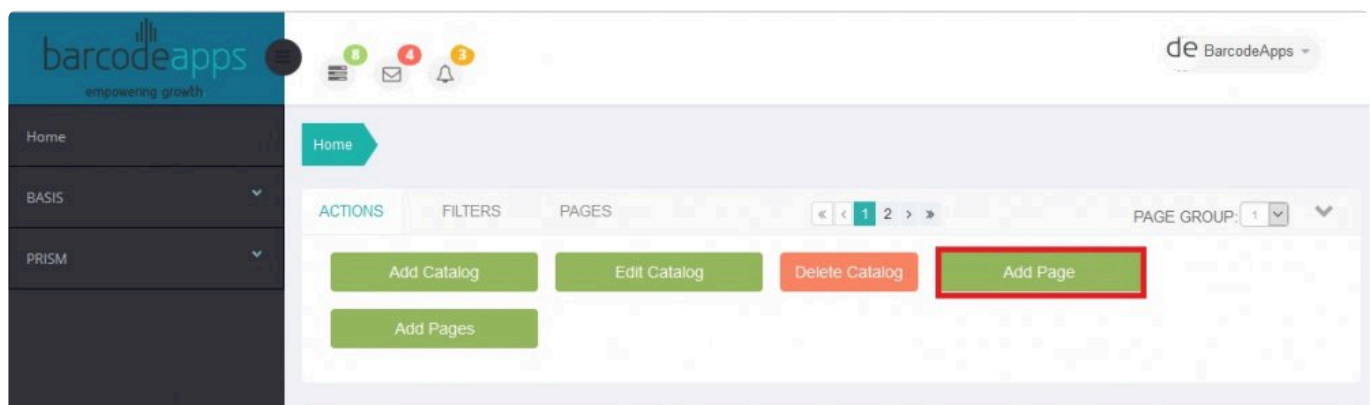 barcodeapps
empowering growth
8 4 3
de BarcodeApps
Home
BASIS
PRISM
Home
ACTIONS FILTERS PAGES « < 1 2 > » PAGE GROUP: 1
Add Catalog Edit Catalog Delete Catalog Add Page
Add Pages